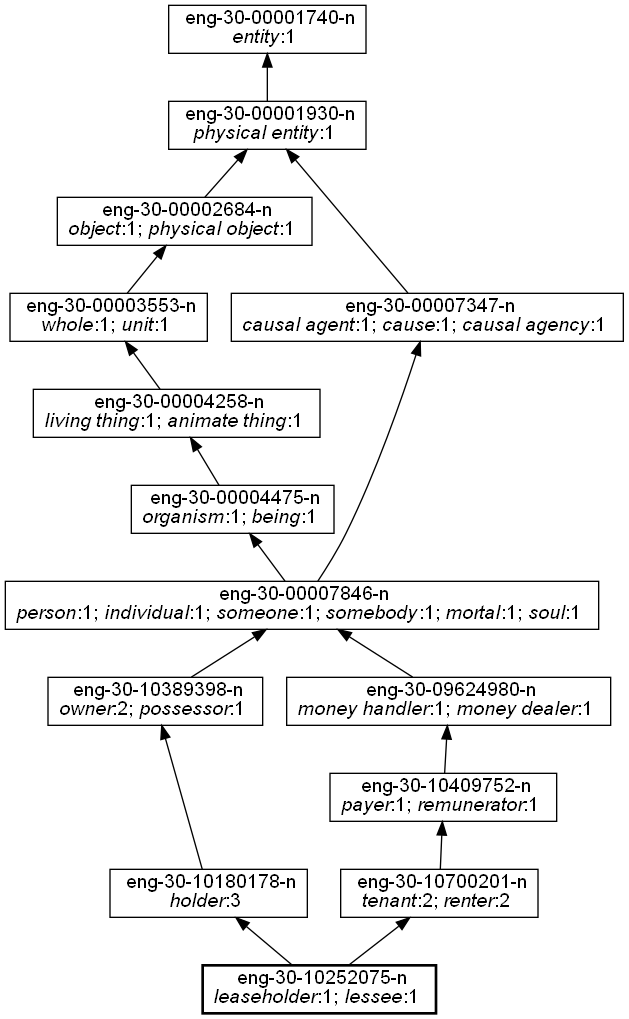 eng-30-00001740-n
entity:1
eng-30-00001930-n
physical entity:1
eng-30-00002684-n
object:1; physical object:1
eng-30-00003553-n
whole:1; unit:1
eng-30-00007347-n
causal agent:1; cause:1; causal agency:1
eng-30-00004258-n
living thing:1; animate thing:1
eng-30-00004475-n
organism:1; being:1
eng-30-00007846-n
person:1; individual:1; someone:1; somebody:1; mortal:1; soul:1
eng-30-10389398-n
owner:2; possessor:1
eng-30-09624980-n
money handler:1; money dealer:1
eng-30-10409752-n
payer:1; remunerator:1
eng-30-10180178-n
holder:3
eng-30-10700201-n
tenant:2; renter:2
eng-30-10252075-n
leaseholder:1; lessee:1